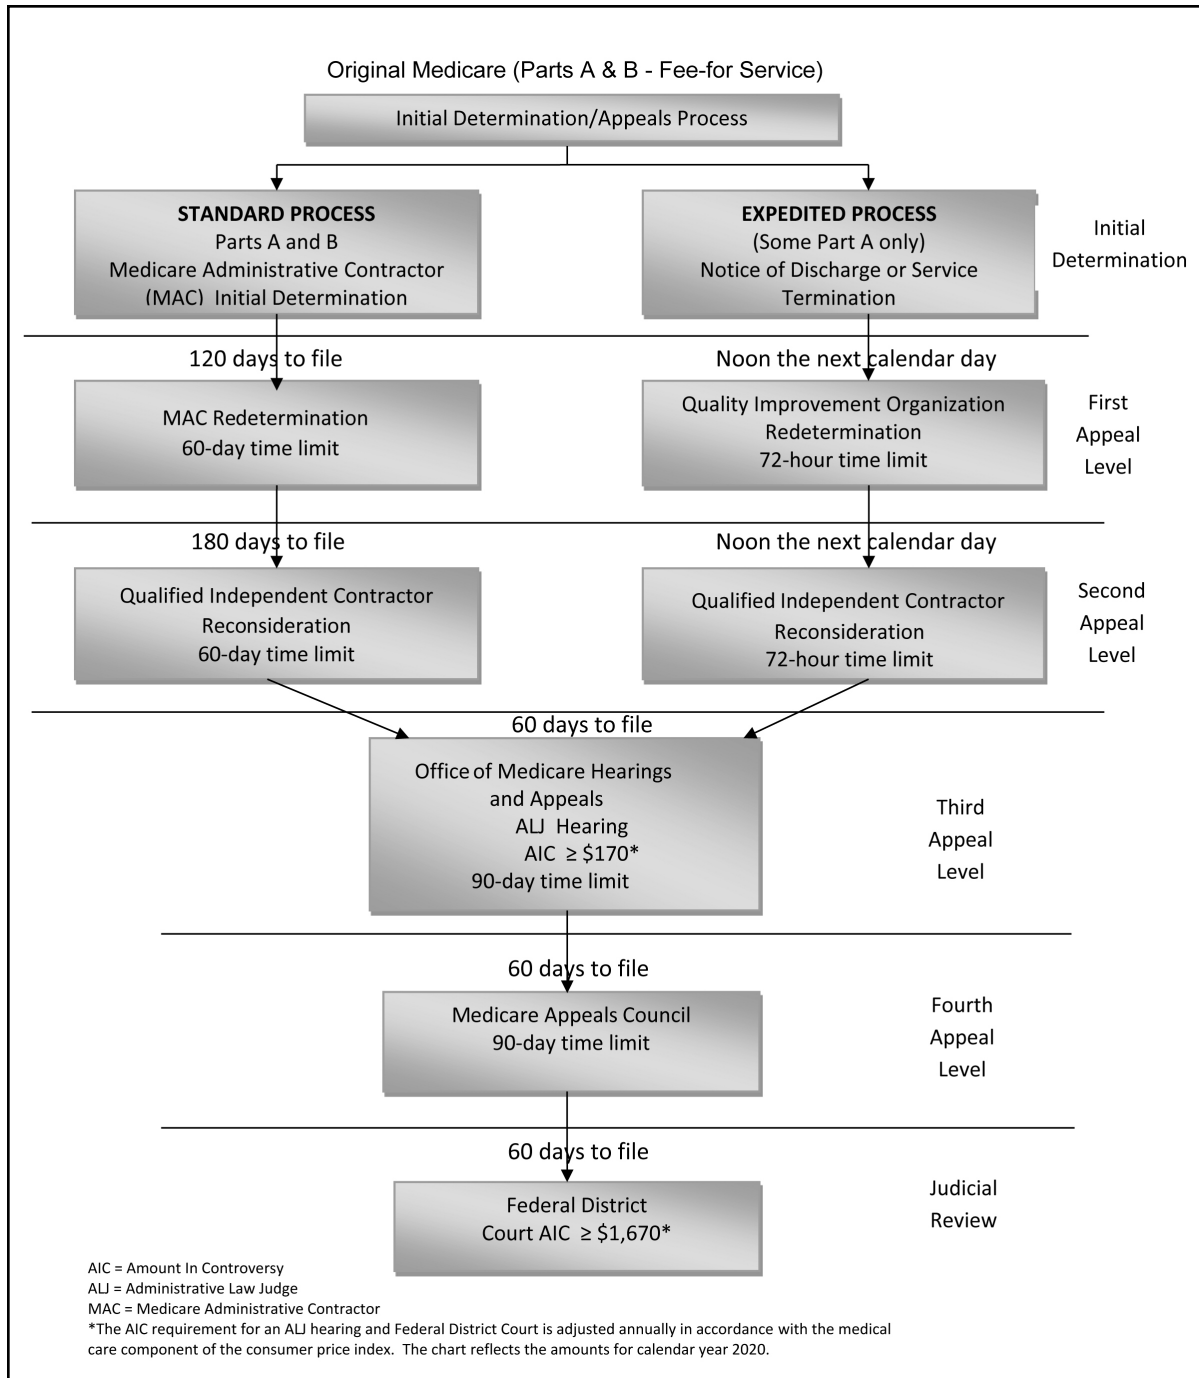 Original Medicare (Parts A & B - Fee-for Service)
Initial Determination/Appeals Process
STANDARD PROCESS
Parts A and B
Medicare Administrative Contractor
(MAC) Initial Determination
EXPEDITED PROCESS
(Some Part A only)
Notice of Discharge or Service
Termination
Initial
Determination
120 days to file
Noon the next calendar day
MAC Redetermination
60-day time limit
Quality Improvement Organization
Redetermination
72-hour time limit
First
Appeal
Level
180 days to file
Noon the next calendar day
Qualified Independent Contractor
Reconsideration
60-day time limit
Qualified Independent Contractor
Reconsideration
72-hour time limit
Second
Appeal
Level
60 days to file
Office of Medicare Hearings
and Appeals
ALJ Hearing
AIC ≥ $170*
90-day time limit
Third
Appeal
Level
60 days to file
Medicare Appeals Council
90-day time limit
Fourth
Appeal
Level
60 days to file
Federal District
Court AIC ≥ $1,670*
Judicial
Review
AIC = Amount In Controversy
ALJ = Administrative Law Judge
MAC = Medicare Administrative Contractor
*The AIC requirement for an ALJ hearing and Federal District Court is adjusted annually in accordance with the medical
care component of the consumer price index. The chart reflects the amounts for calendar year 2020.